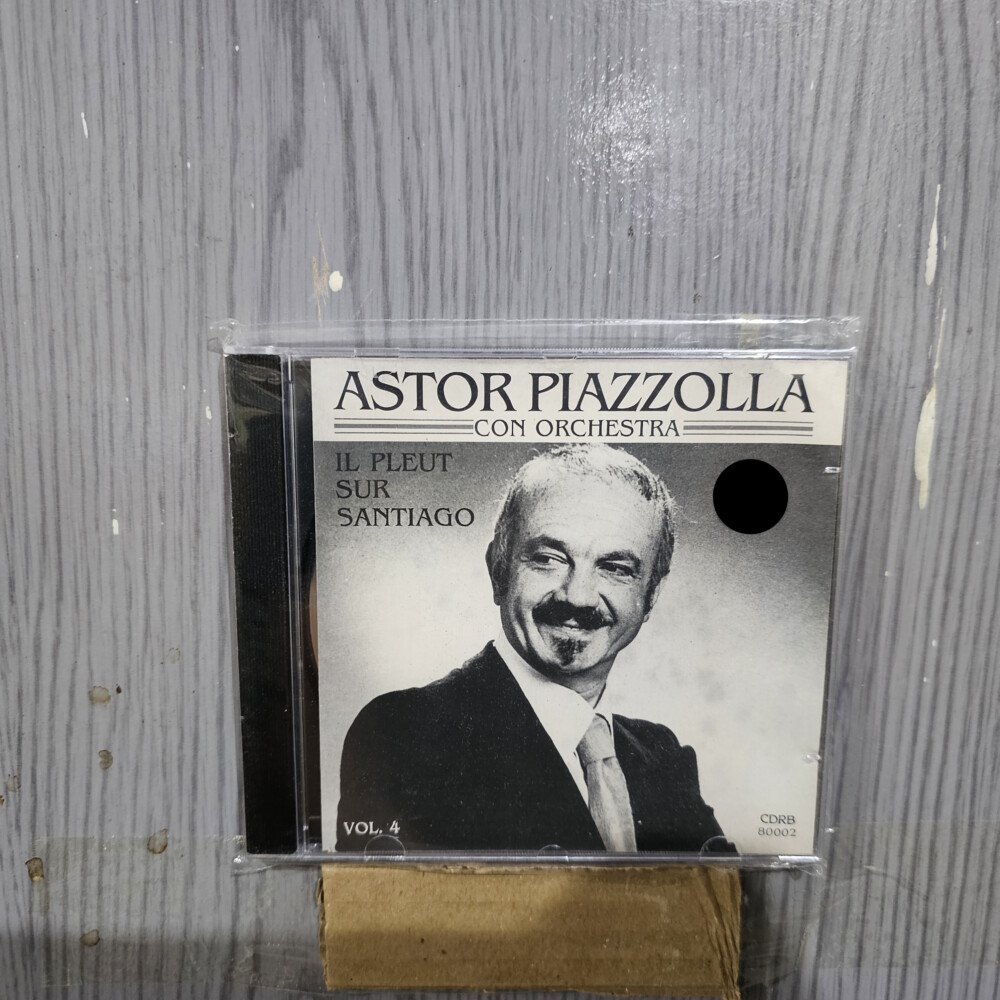 ASTOR PIAZZOLLA
CON ORCHESTRA
IL PLEUT
SUR
SANTIAGO
VOL. 4
CDRB
80002